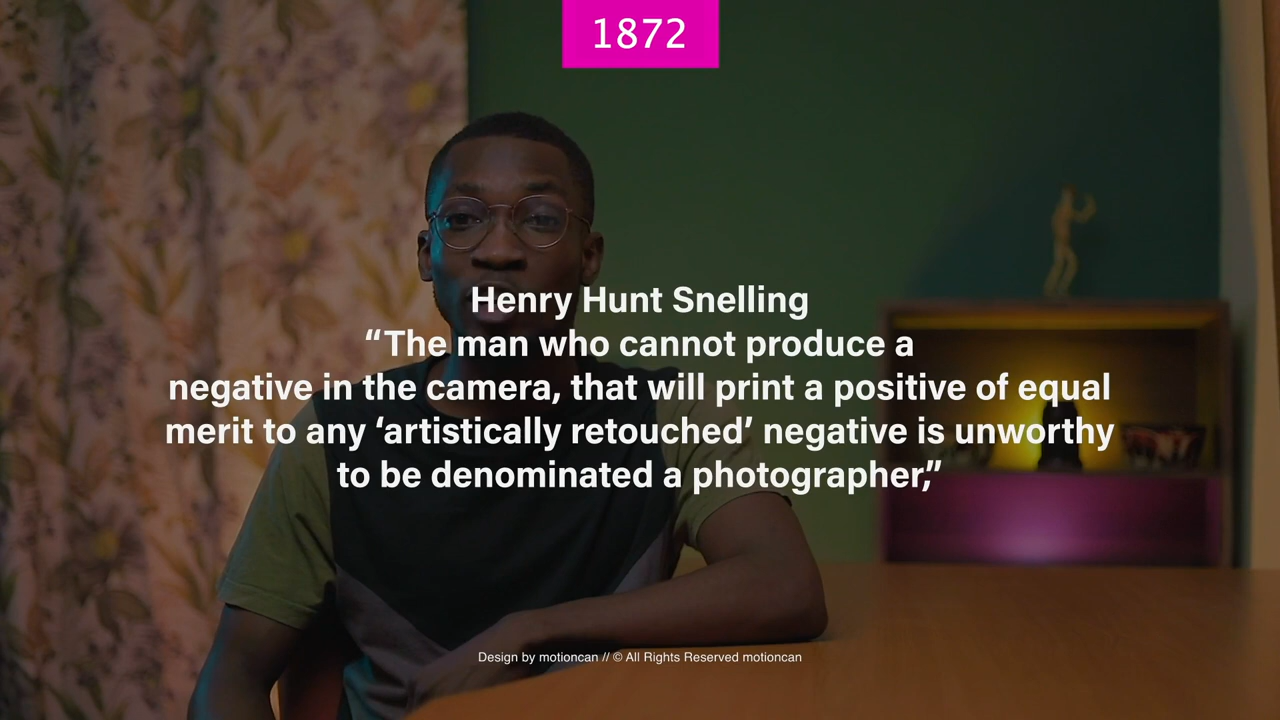 1872
Henry Hunt Snelling
“The man who cannot produce a
negative in the camera, that will print a positive of equal
merit to any ‘artistically retouched’ negative is unworthy
to be denominated a photographer,”
Design by motioncan // © All Rights Reserved motioncan